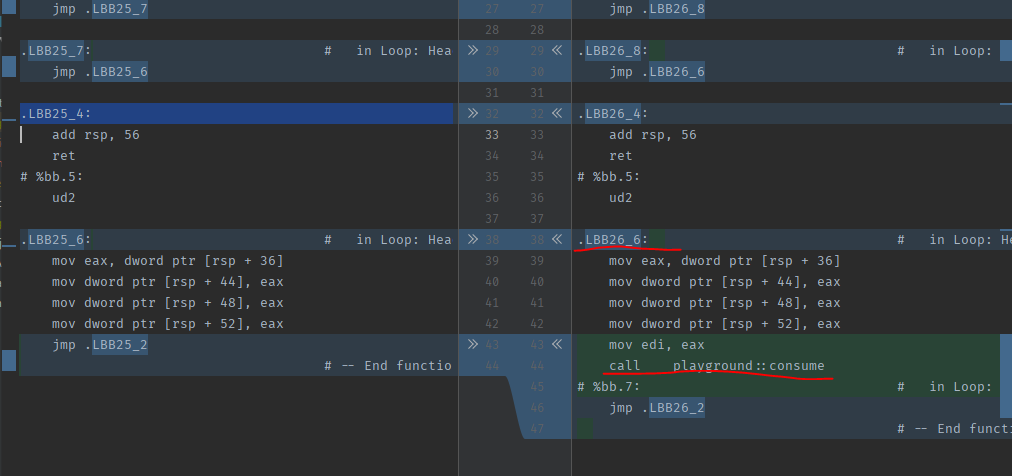 jmp .LBB25_7 27 27 jmp .LBB26_8
28 28
.LBB25_7: # in Loop: Hea 29 29 .LBB26_8: # in Loop:
jmp .LBB25_6 30 30 jmp .LBB26_6
31 31
.LBB25_4: 32 32 .LBB26_4:
add rsp, 56 33 33 add rsp, 56
ret 34 34 ret
# %bb.5: 35 35 # %bb.5:
ud2 36 36 ud2
37 37
.LBB25_6: # in Loop: Hea 38 38 .LBB26_6: # in Loop: He
mov eax, dword ptr [rsp + 36] 39 39 mov eax, dword ptr [rsp + 36]
mov dword ptr [rsp + 44], eax 40 40 mov dword ptr [rsp + 44], eax
mov dword ptr [rsp + 48], eax 41 41 mov dword ptr [rsp + 48], eax
mov dword ptr [rsp + 52], eax 42 42 mov dword ptr [rsp + 52], eax
jmp .LBB25_2 43 43 mov edi, eax
# -- End functio 44 44 call playground::consume
45 # %bb.7: # in Loop:
46 jmp .LBB26_2
47 # -- End functi